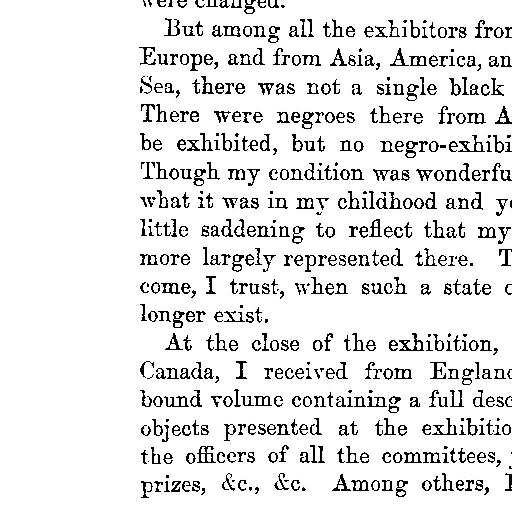 were changed.
But among all the exhibitors from
Europe, and from Asia, America, an
Sea, there was not a single black
There were negroes there from A
be exhibited, but no negro-exhibi
Though my condition was wonderfu
what it was in my childhood and y
little saddening to reflect that my
more largely represented there. T
come, I trust, when such a state o
longer exist.
At the close of the exhibition,
Canada, I received from England
bound volume containing a full desc
objects presented at the exhibitio
the officers of all the committees,
prizes, &c., &c. Among others,